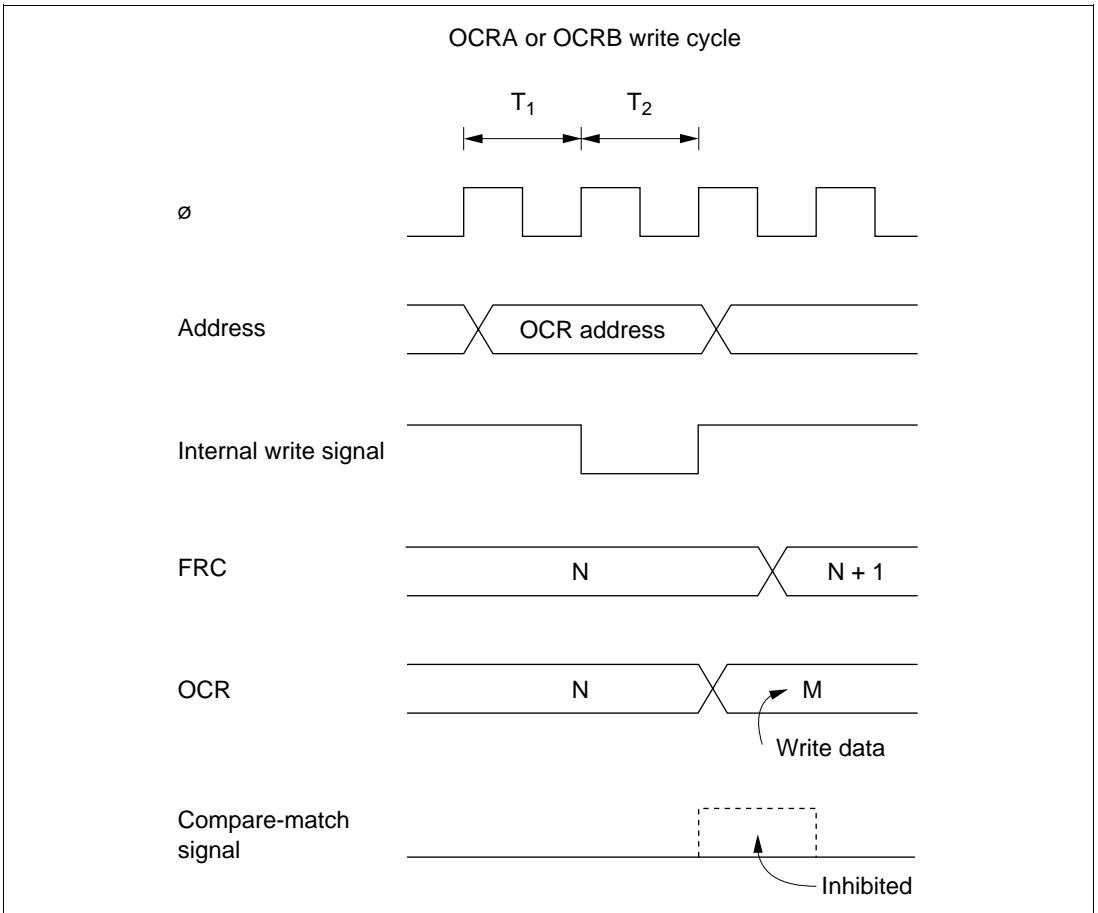 OCRA or OCRB write cycle
T1 T2
ø
Address OCR address
Internal write signal
FRC N N + 1
OCR N M
Write data
Compare-match
signal
Inhibited